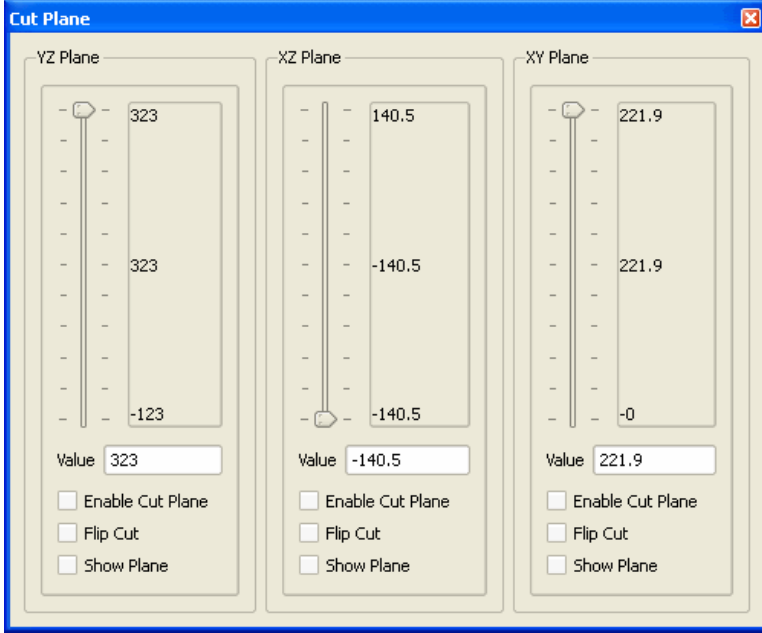 Cut Plane
YZ Plane
323
323
-123
Value 323
Enable Cut Plane
Flip Cut
Show Plane
XZ Plane
140.5
-140.5
-140.5
Value -140.5
Enable Cut Plane
Flip Cut
Show Plane
XY Plane
221.9
221.9
-0
Value 221.9
Enable Cut Plane
Flip Cut
Show Plane